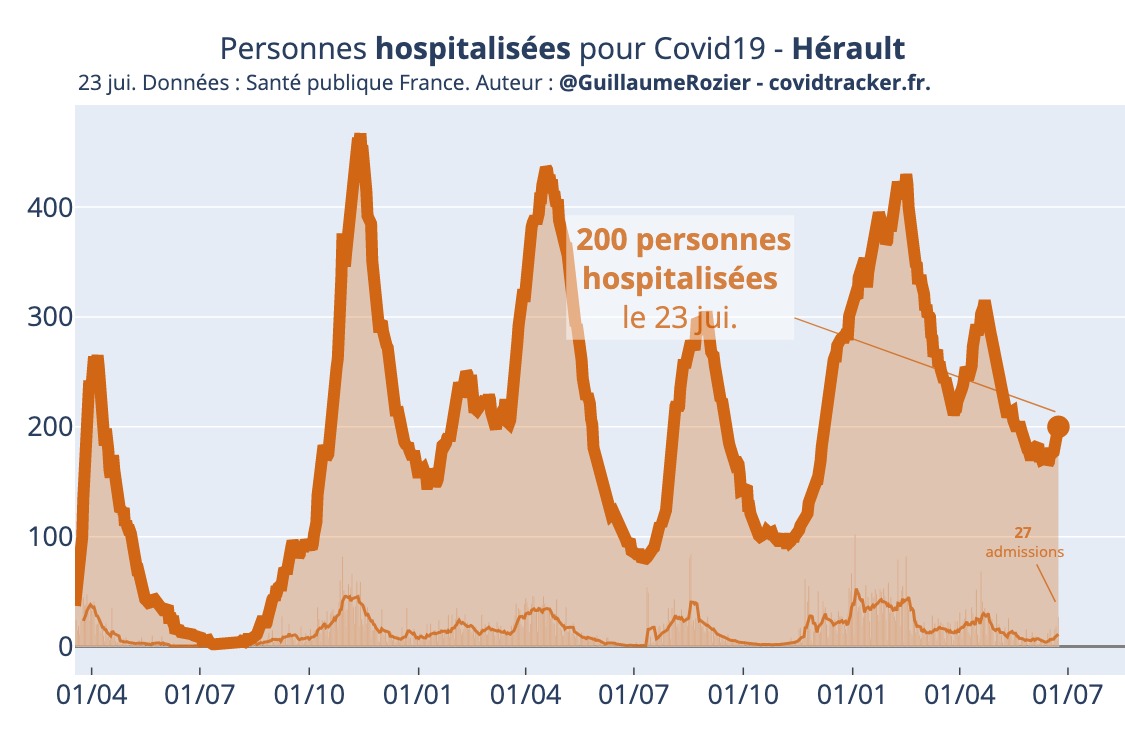 Personnes hospitalisées pour Covid19 - Hérault
23 jui. Données : Santé publique France. Auteur : @GuillaumeRozier - covidtracker.fr.
400
200 personnes
hospitalisées
le 23 jui.
300
200
100
27
admissions
0
01/04 01/07 01/10 01/01 01/04 01/07 01/10 01/01 01/04 01/07